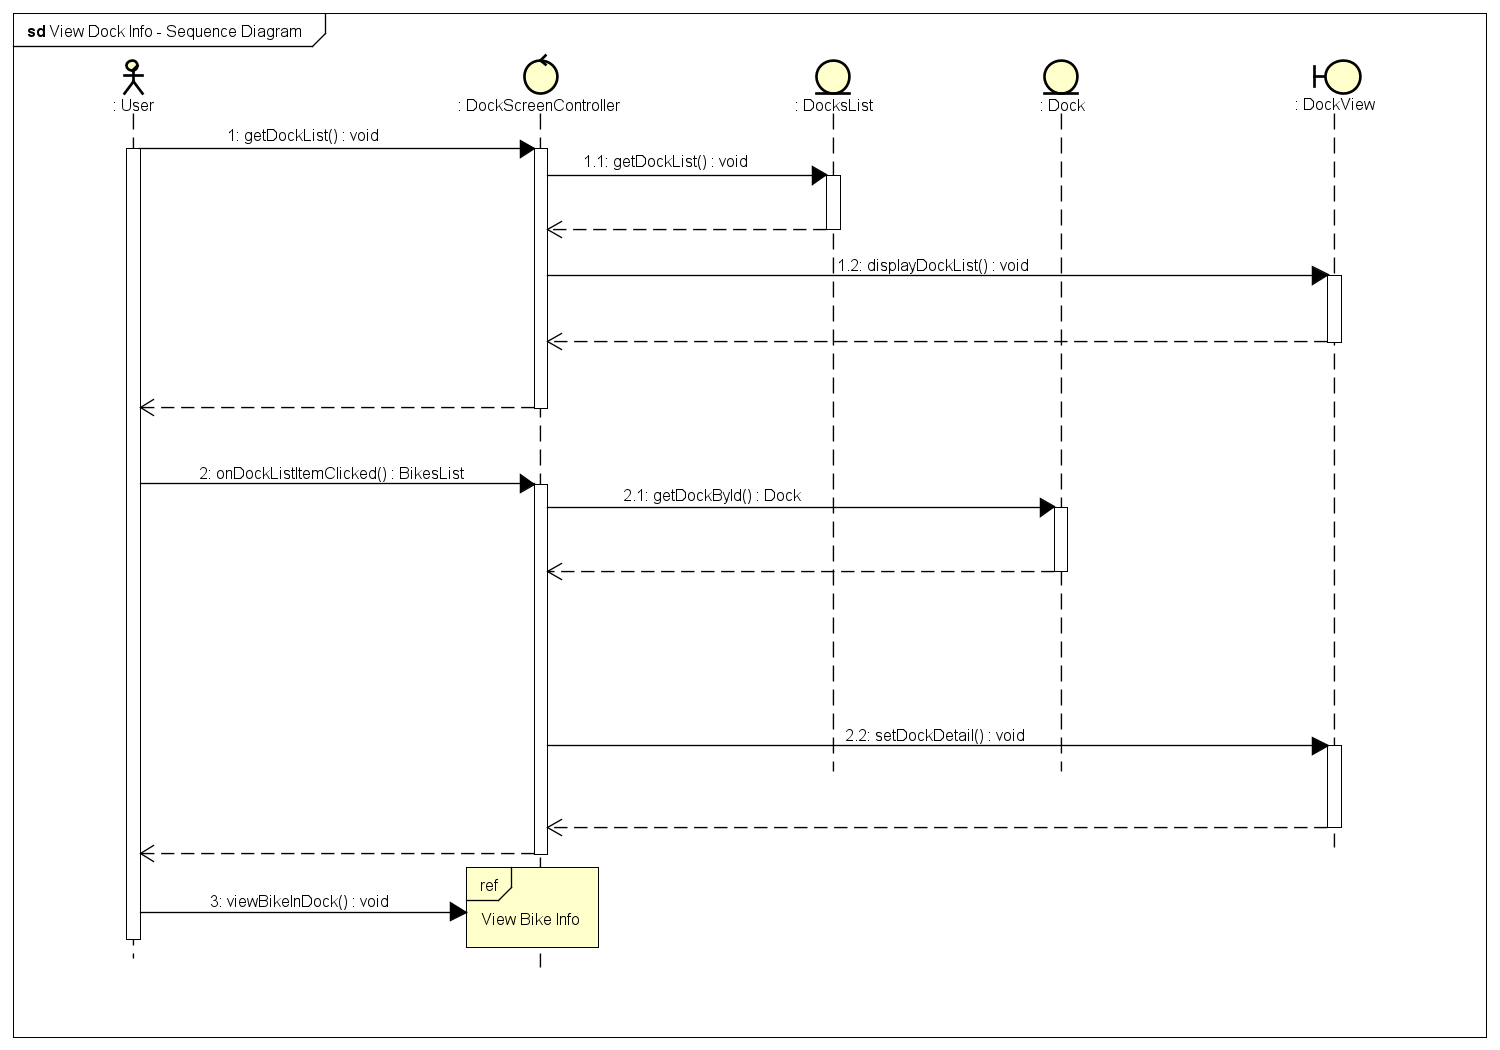 sd View Dock Info - Sequence Diagram
: User
: DockScreenController
: DocksList
: Dock
: DockView
1: getDockList() : void
1.1: getDockList() : void
1.2: displayDockList() : void
2: onDockListItemClicked() : BikesList
2.1: getDockById() : Dock
2.2: setDockDetail() : void
ref
3: viewBikeInDock() : void
View Bike Info